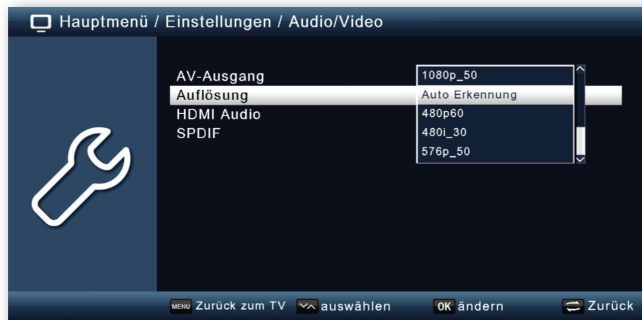 Hauptmenü / Einstellungen / Audio/Video
AV-Ausgang
1080p_50
Auflösung
Auto Erkennung
HDMI Audio
480p60
SPDIF
480i_30
576p_50
MENU Zurück zum TV auswählen OK ändern Zurück